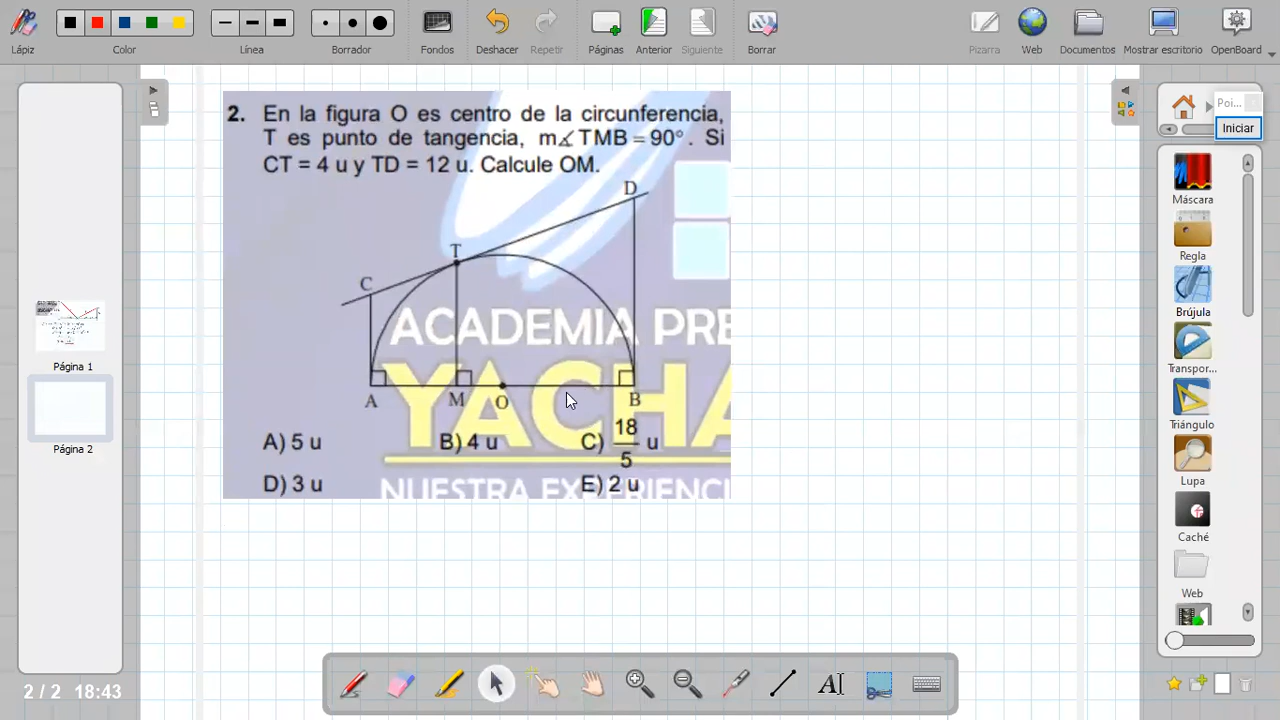 Lápiz
Color
Línea
Borrador
Fondos
Deshacer
Repetir
Páginas
Anterior
Siguiente
Borrar
Pizarra
Web
Documentos
Mostrar escritorio
OpenBoard
2. En la figura O es centro de la circunferencia,
T es punto de tangencia, m∡TMB = 90°. Si
CT = 4 u y TD = 12 u. Calcule OM.
D
T
C
ACADEMIA PRE
YACHA
A M O B
A) 5 u B) 4 u C) 18/5 u
D) 3 u E) 2 u
NUESTRA EXPERIENCI
Página 1
Página 2
2 / 2 18:43
Poi...
Iniciar
Máscara
Regla
Brújula
Transpor...
Triángulo
Lupa
Caché
Web